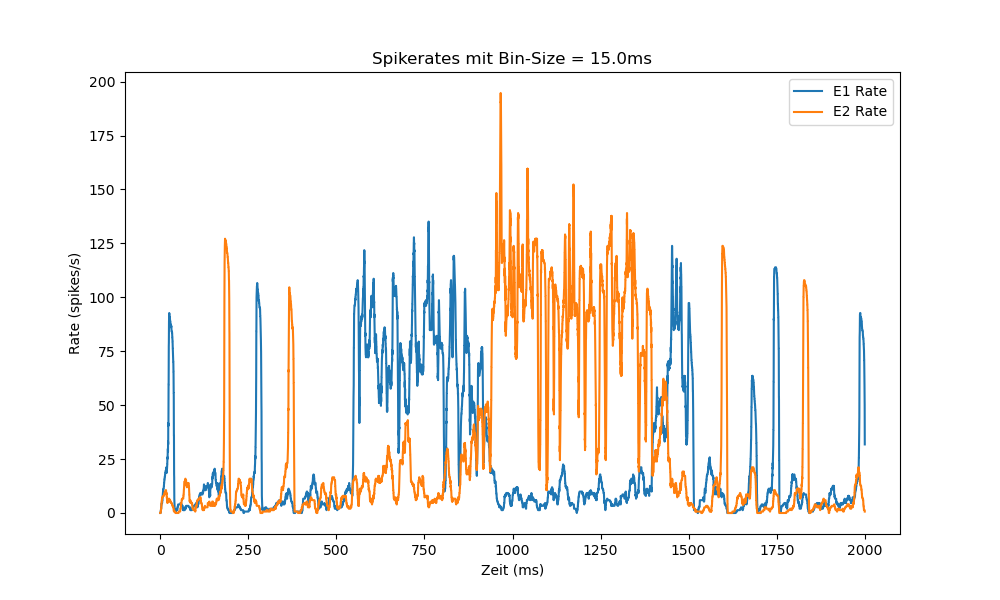 Spikerates mit Bin-Size = 15.0ms
E1 Rate
E2 Rate
200
175
150
125
100
75
50
25
0
Rate (spikes/s)
0 250 500 750 1000 1250 1500 1750 2000
Zeit (ms)